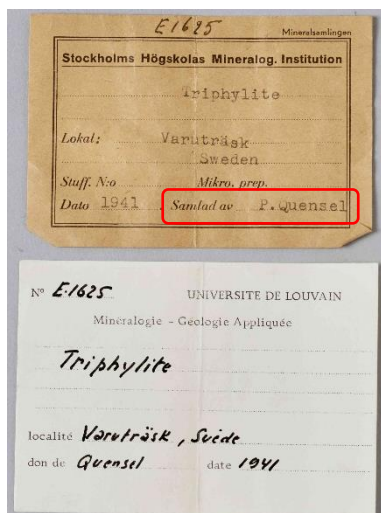 E1625 Mineralsamlingen
Stockholms Högskolas Mineralog. Institution
Triphylite
Lokal: Varuträsk
Sweden
Stuff. N:o Mikro. prep.
Dato 1941 Samlad av P.Quensel
Nº E.1625 UNIVERSITE DE LOUVAIN
Minéralogie - Géologie Appliquée
Triphylite
localité Varuträsk, Suède
don de Quensel date 1941